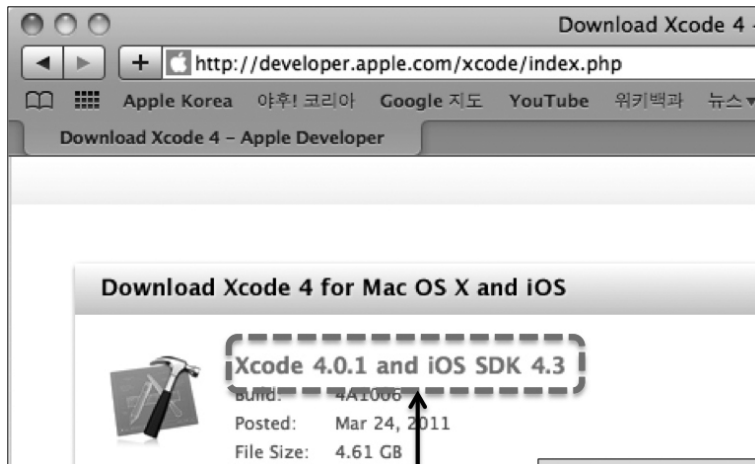 Download Xcode 4 -
http://developer.apple.com/xcode/index.php
Apple Korea 야후! 코리아 Google 지도 YouTube 위키백과 뉴스▾
Download Xcode 4 – Apple Developer
Download Xcode 4 for Mac OS X and iOS
Xcode 4.0.1 and iOS SDK 4.3
Build: 4A1006
Posted: Mar 24, 2011
File Size: 4.61 GB